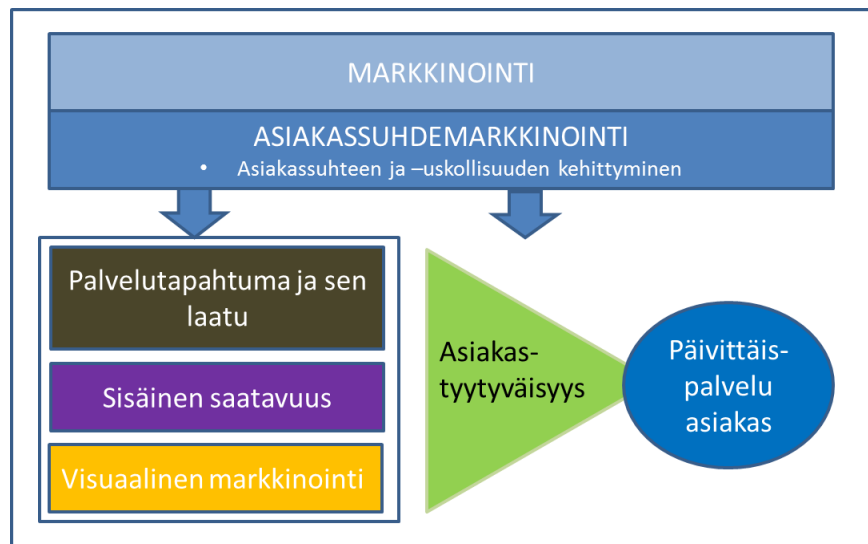 MARKKINOINTI
ASIAKASSUHDEMARKKINOINTI
• Asiakassuhteen ja –uskollisuuden kehittyminen
Palvelutapahtuma ja sen
laatu
Sisäinen saatavuus
Visuaalinen markkinointi
Asiakas-
tyytyväisyys
Päivittäis-
palvelu
asiakas